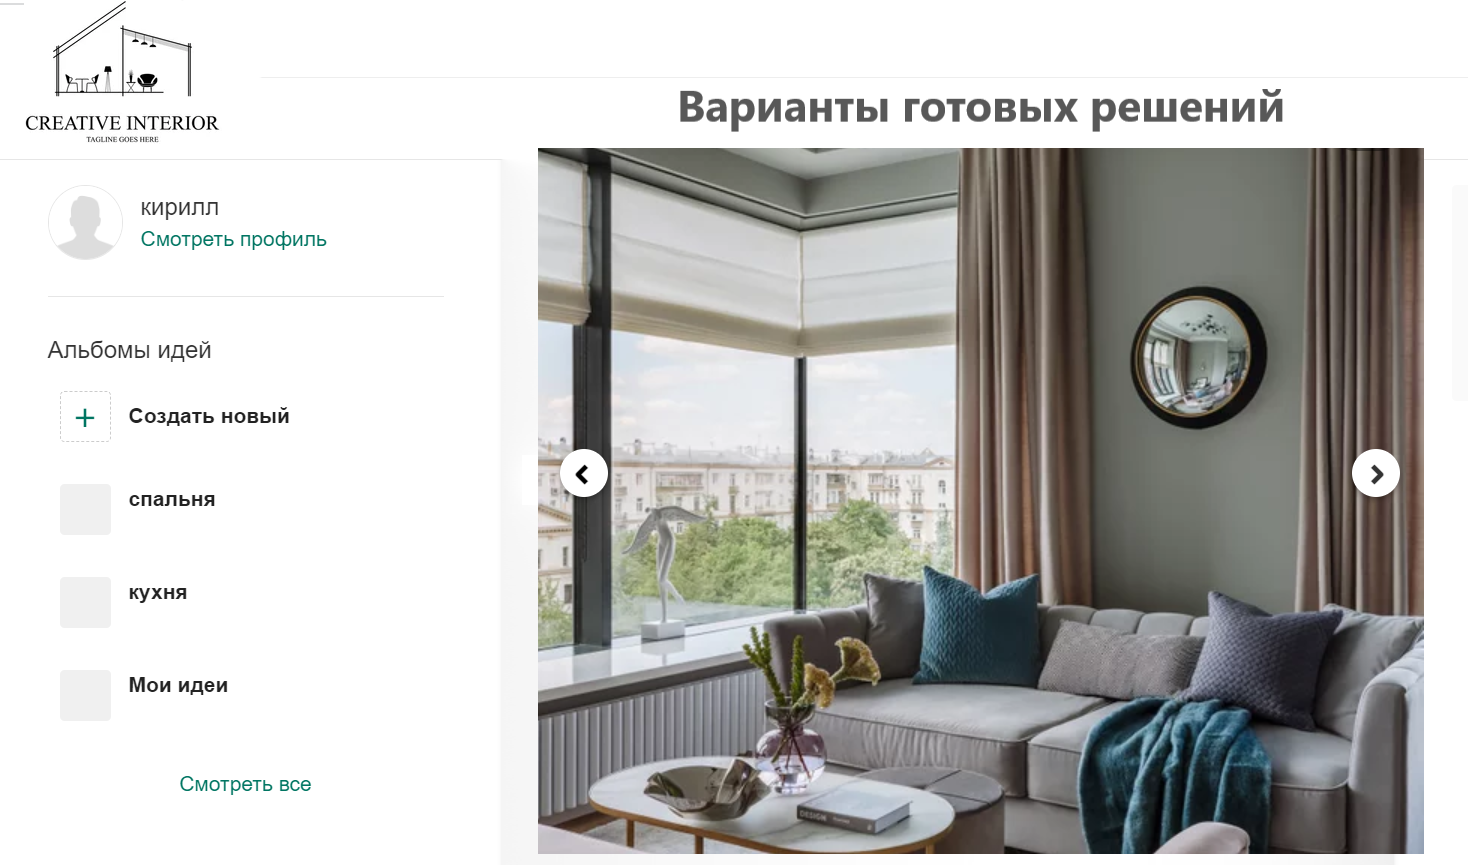 CREATIVE INTERIOR
TAGLINE GOES HERE
Варианты готовых решений
кирилл
Смотреть профиль
Альбомы идей
Создать новый
спальня
кухня
Мои идеи
Смотреть все
DESIGN